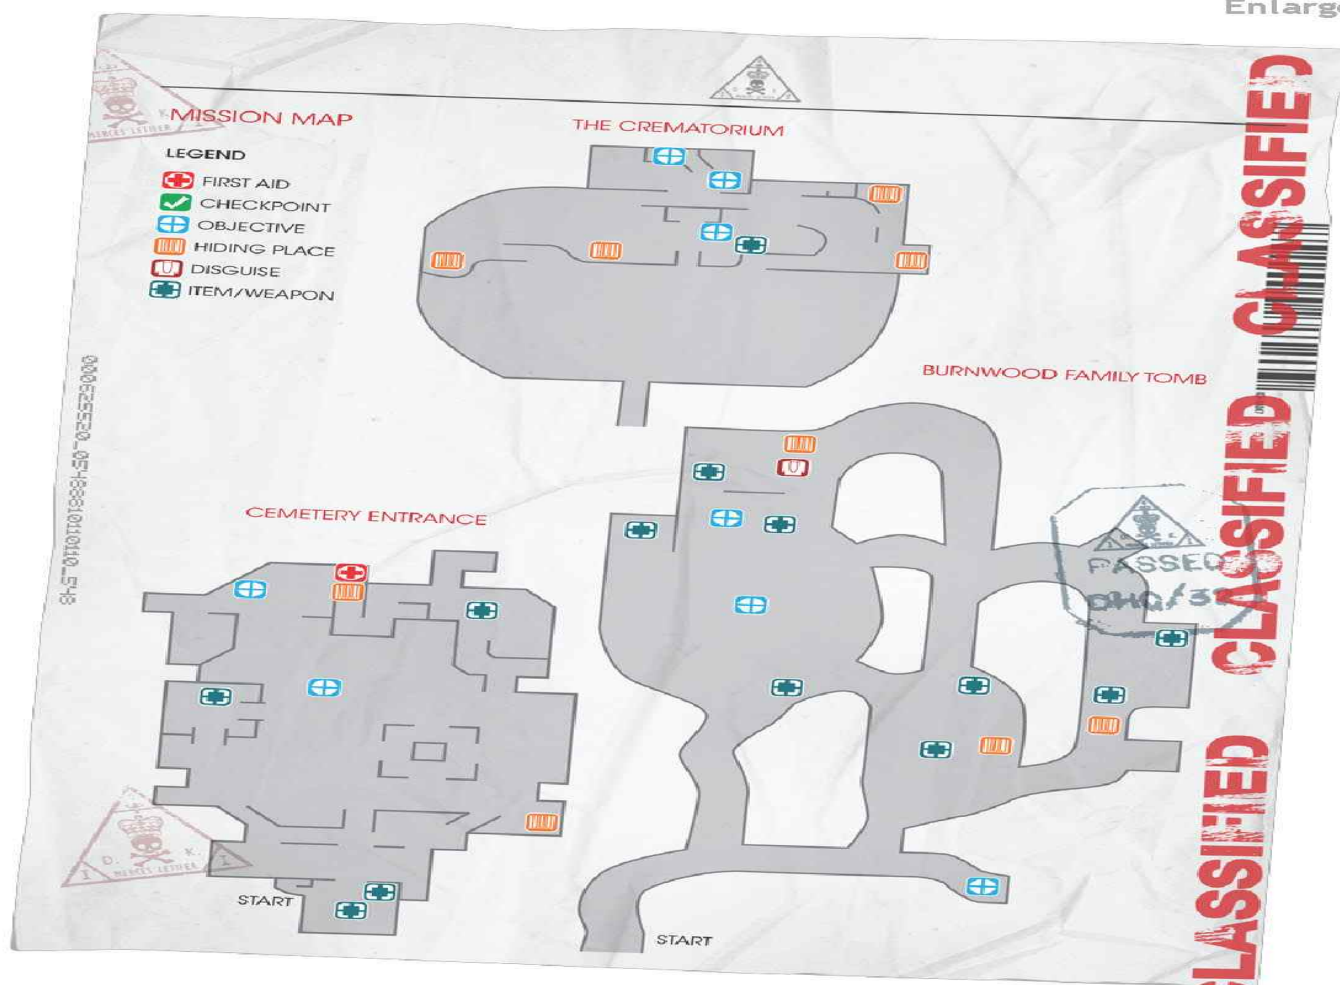 Enlarge
MISSION MAP
LEGEND
FIRST AID
CHECKPOINT
OBJECTIVE
HIDING PLACE
DISGUISE
ITEM/WEAPON
THE CREMATORIUM
BURNWOOD FAMILY TOMB
CEMETERY ENTRANCE
START
START
CLASSIFIED
CLASSIFIED
CLASSIFIED
PASSED